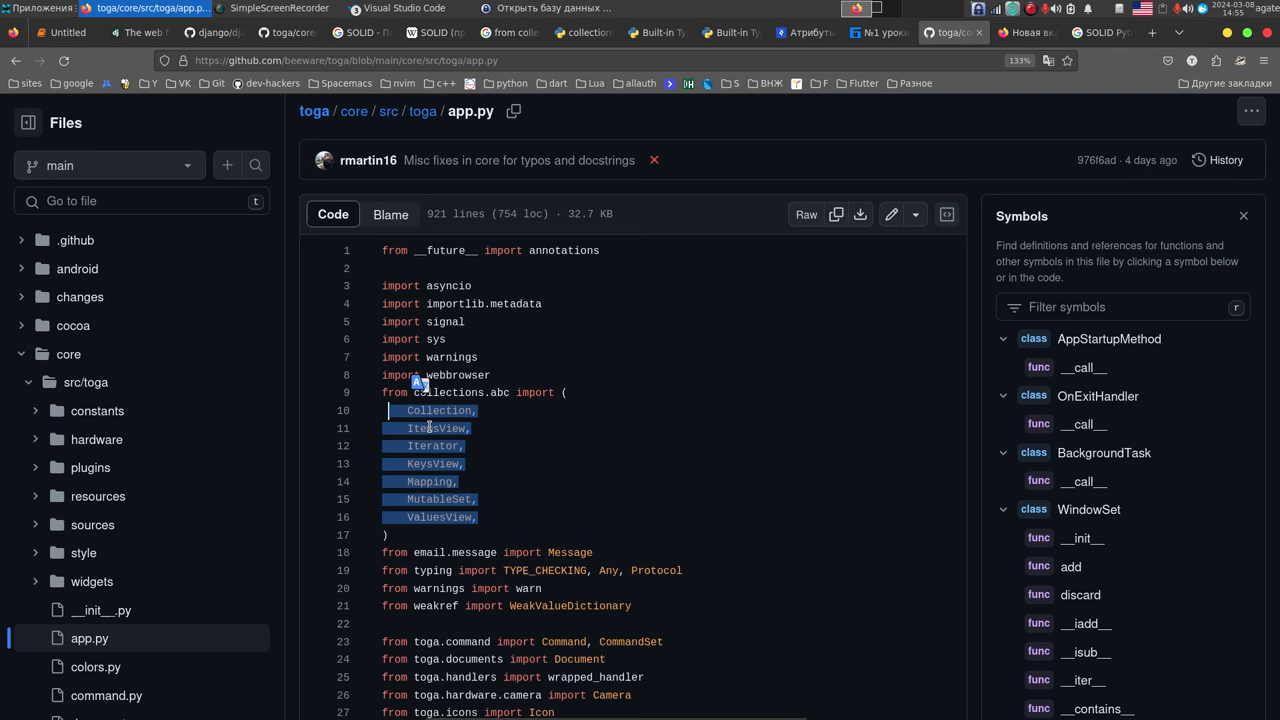 Приложения
toga/core/src/toga/app.p...
SimpleScreenRecorder
Visual Studio Code
Открыть базу данных ...
2024-03-08
14:55
agate
Untitled
The web f
django/dj
toga/core
SOLID - П
WSOLID (п
from colle
collection
Built-in Ty
Built-in Ty
Атрибуть
№1 уроки
toga/co
Новая вкл
SOLID Pyt
https://github.com/beeware/toga/blob/main/core/src/toga/app.py
133%
sites
google
Y
VK
Git
dev-hackers
Spacemacs
nvim
c++
python
dart
Lua
allauth
S
ВНЖ
F
Flutter
Разное
Другие закладки
Files
toga / core / src / toga / app.py
main
rmartin16 Misc fixes in core for typos and docstrings
976f6ad · 4 days ago
History
Go to file
t
Code
Blame
921 lines (754 loc) · 32.7 KB
Raw
Symbols
Find definitions and references for functions and
other symbols in this file by clicking a symbol below
or in the code.
Filter symbols
r
.github
android
changes
cocoa
core
src/toga
constants
hardware
plugins
resources
sources
style
widgets
__init__.py
app.py
colors.py
command.py
1 from __future__ import annotations
2
3 import asyncio
4 import importlib.metadata
5 import signal
6 import sys
7 import warnings
8 import webbrowser
9 from collections.abc import (
10 Collection,
11 ItemsView,
12 Iterator,
13 KeysView,
14 Mapping,
15 MutableSet,
16 ValuesView,
17 )
18 from email.message import Message
19 from typing import TYPE_CHECKING, Any, Protocol
20 from warnings import warn
21 from weakref import WeakValueDictionary
22
23 from toga.command import Command, CommandSet
24 from toga.documents import Document
25 from toga.handlers import wrapped_handler
26 from toga.hardware.camera import Camera
27 from toga.icons import Icon
class AppStartupMethod
func __call__
class OnExitHandler
func __call__
class BackgroundTask
func __call__
class WindowSet
func __init__
func add
func discard
func __iadd__
func __isub__
func __iter__
func __contains__